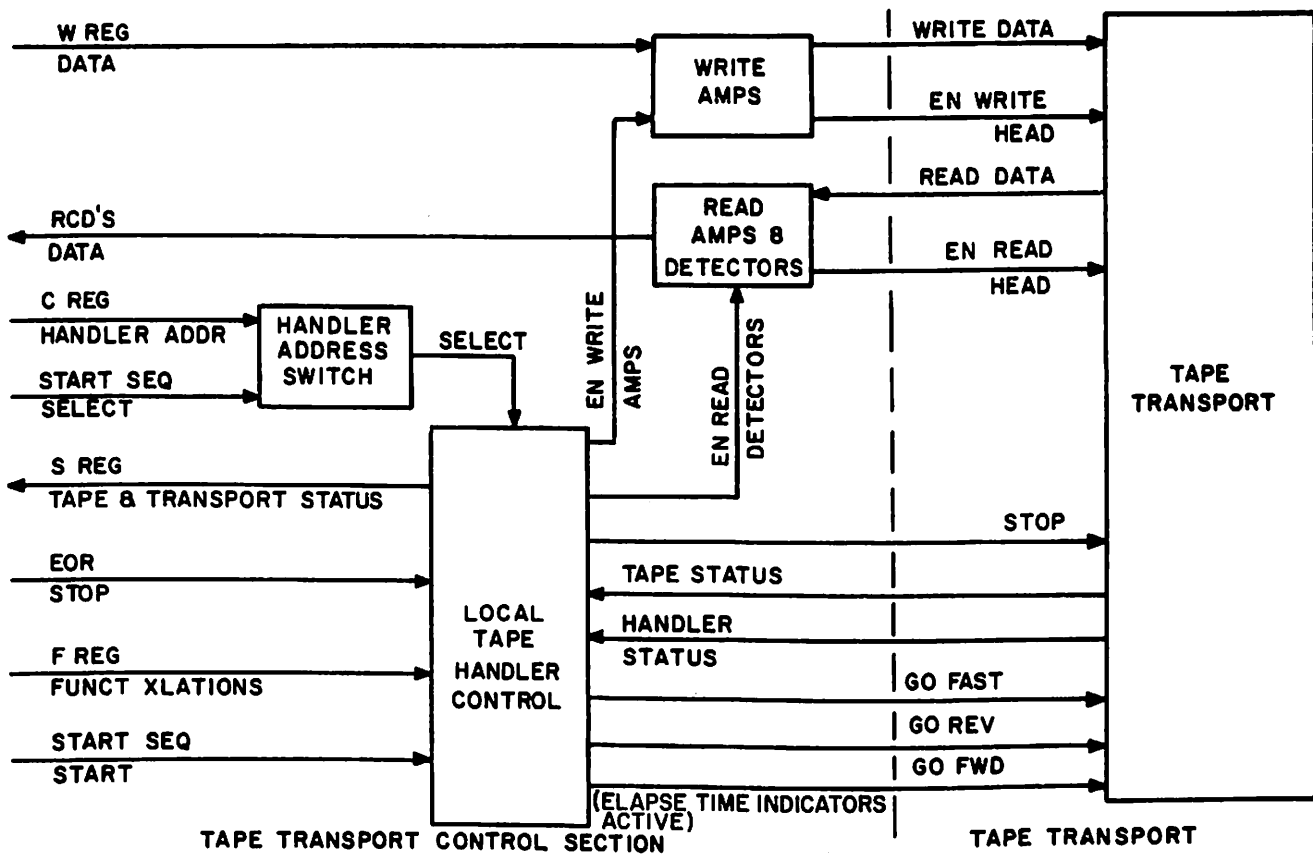 W REG
DATA
WRITE
AMPS
WRITE DATA
EN WRITE
HEAD
READ DATA
RCD'S
DATA
READ
AMPS &
DETECTORS
EN READ
HEAD
C REG
HANDLER ADDR
START SEQ
SELECT
HANDLER
ADDRESS
SWITCH
SELECT
EN WRITE
AMPS
EN READ
DETECTORS
TAPE
TRANSPORT
S REG
TAPE & TRANSPORT STATUS
EOR
STOP
F REG
FUNCT XLATIONS
START SEQ
START
LOCAL
TAPE
HANDLER
CONTROL
STOP
TAPE STATUS
HANDLER
STATUS
GO FAST
GO REV
GO FWD
(ELAPSE TIME INDICATORS
ACTIVE)
TAPE TRANSPORT CONTROL SECTION
TAPE TRANSPORT